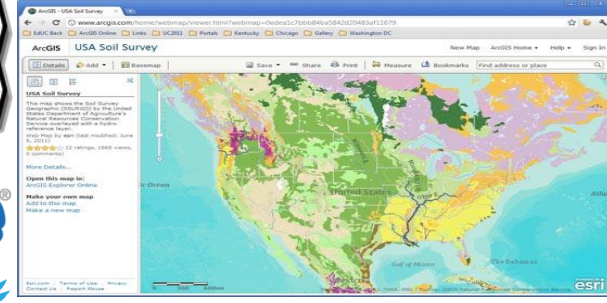 ArcGIS - USA Soil Survey
www.arcgis.com/home/webmap/viewer.html?webmap=0edea1c7bbb84ba5842d20483af11679
EdUC Back ArcGIS Online Links UC2011 Portals Kentucky Chicago Gallery Washington DC
ArcGIS USA Soil Survey New Map ArcGIS Home Help Sign In
Details Add Basemap Save Share Print Measure Bookmarks Find address or place
USA Soil Survey
This map shows the Soil Survey
Geographic (SSURGO) by the United
States Department of Agriculture's
Natural Resources Conservation
Service overlayed with a hydro
reference layer.
Web Map by esri (last modified: June
6, 2011)
12 ratings, 1665 views,
0 comments)
More Details...
Open this map in:
ArcGIS Explorer Online
Make your own map
Add to this map
Make a new map
United States
Gulf of Mexico
The Bahamas
Mexico
Esri.com Terms of Use Privacy
Contact Us Report Abuse
esri